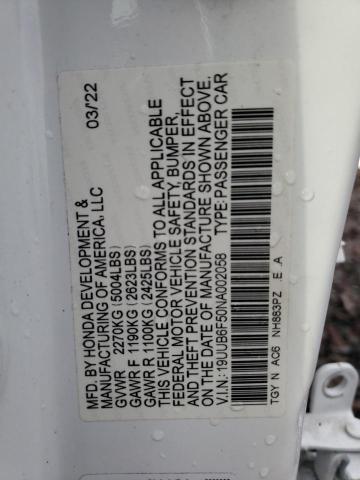 MFD. BY HONDA DEVELOPMENT & 03/22
MANUFACTURING OF AMERICA, LLC
GVWR 2270KG (5004LBS)
GAWR F 1190KG (2623LBS)
GAWR R 1100KG (2425LBS)
THIS VEHICLE CONFORMS TO ALL APPLICABLE
FEDERAL MOTOR VEHICLE SAFETY, BUMPER,
AND THEFT PREVENTION STANDARDS IN EFFECT
ON THE DATE OF MANUFACTURE SHOWN ABOVE.
V.I.N.: 19UUB6F50NA002058 TYPE: PASSENGER CAR
TGY N AC6 NH883PZ E A